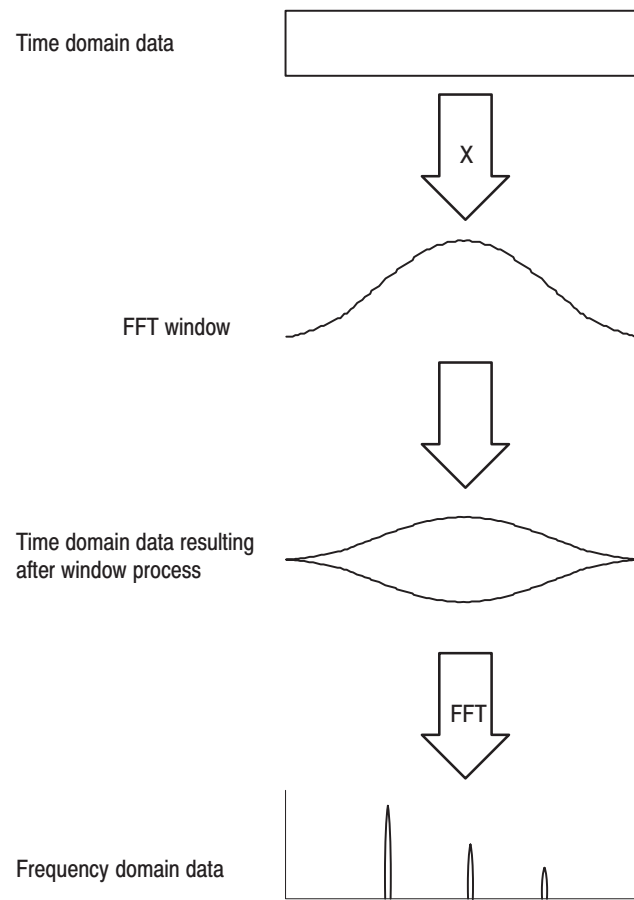 Time domain data
X
FFT window
Time domain data resulting
after window process
FFT
Frequency domain data